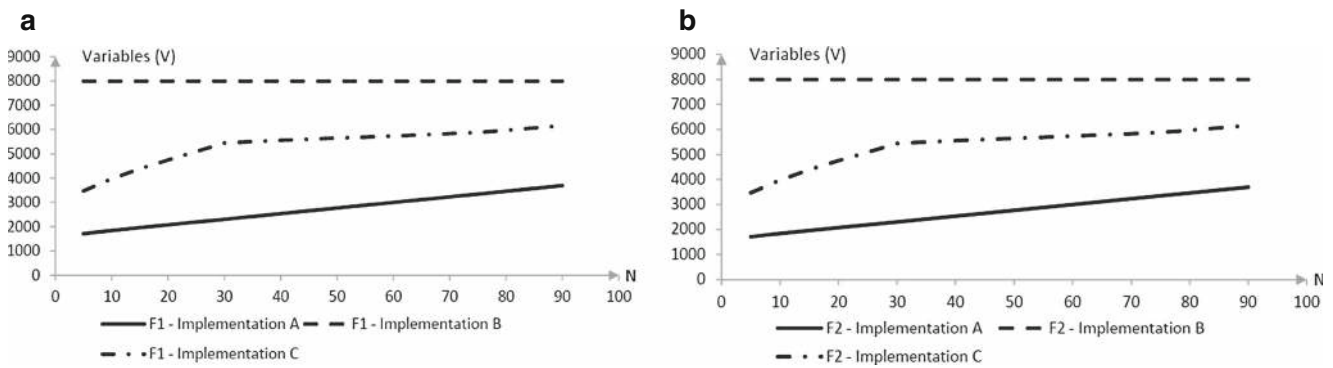 a
Variables (V)
9000
8000
7000
6000
5000
4000
3000
2000
1000
0
0 10 20 30 40 50 60 70 80 90 100
N
F1 - Implementation A
F1 - Implementation B
F1 - Implementation C
b
Variables (V)
9000
8000
7000
6000
5000
4000
3000
2000
1000
0
0 10 20 30 40 50 60 70 80 90 100
N
F2 - Implementation A
F2 - Implementation B
F2 - Implementation C